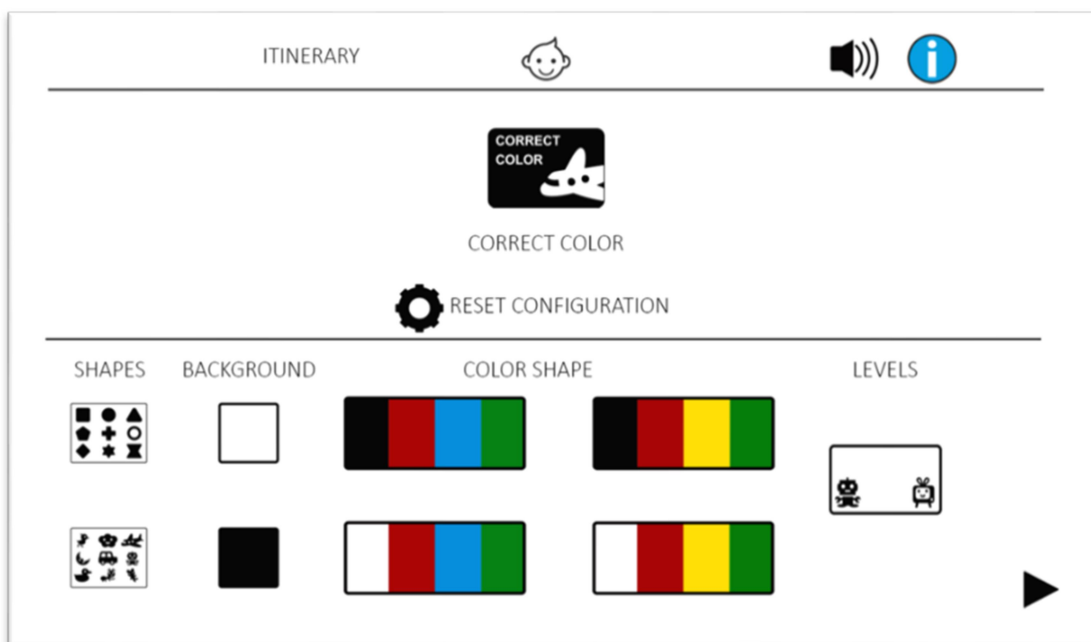 ITINERARY
i
CORRECT
COLOR
CORRECT COLOR
RESET CONFIGURATION
SHAPES BACKGROUND COLOR SHAPE LEVELS